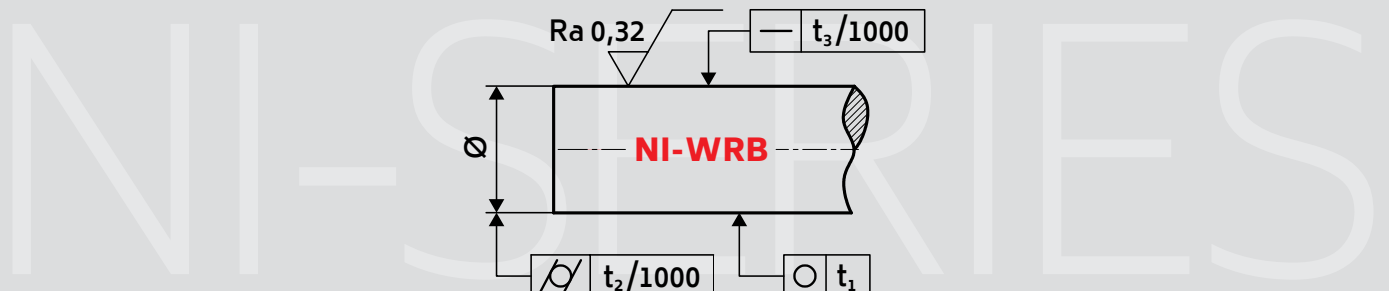 NI-SERIES
Ra 0,32
t₃/1000
Ø
NI-WRB
t₂/1000
t₁